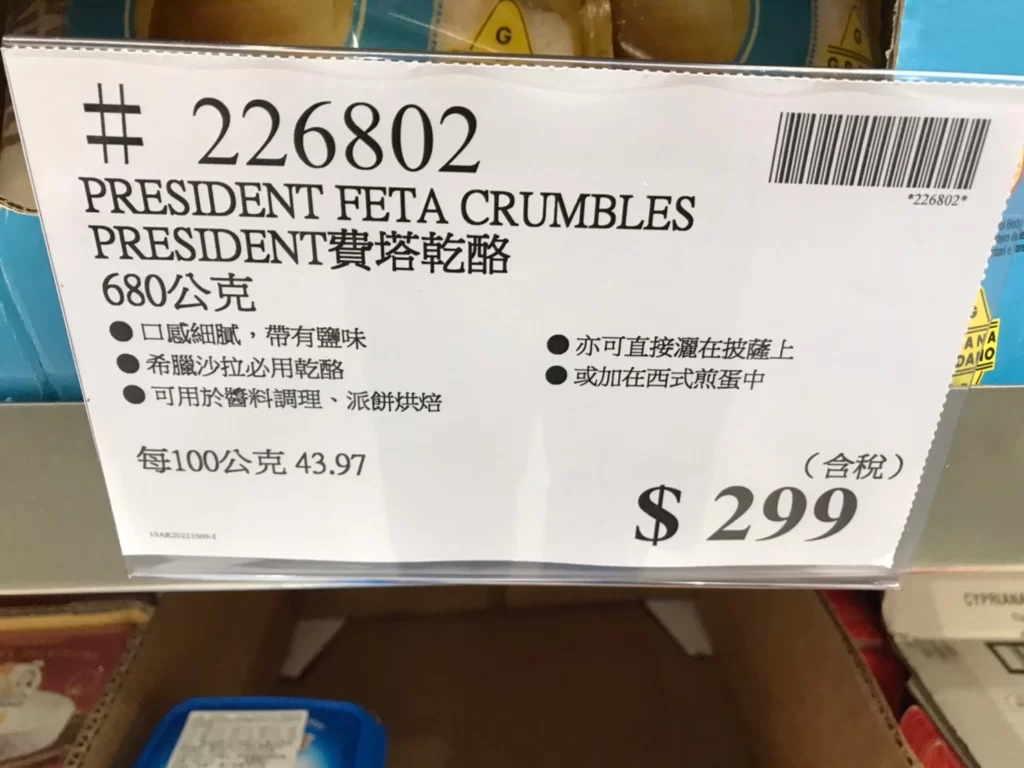 G
G
# 226802
*226802*
PRESIDENT FETA CRUMBLES
PRESIDENT費塔乾酪
680公克
● 口感細膩，帶有鹽味
● 希臘沙拉必用乾酪
● 可用於醬料調理、派餅烘焙
● 亦可直接灑在披薩上
● 或加在西式煎蛋中
每100公克 43.97
（含稅）
$ 299
CYPRIANA